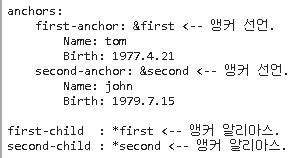 anchors:
    first-anchor: &first <-- 앵커 선언.
        Name: tom
        Birth: 1977.4.21
    second-anchor: &second <-- 앵커 선언.
        Name: john
        Birth: 1979.7.15

first-child  : *first <-- 앵커 알리마스.
second-child : *second <-- 앵커 알리마스.